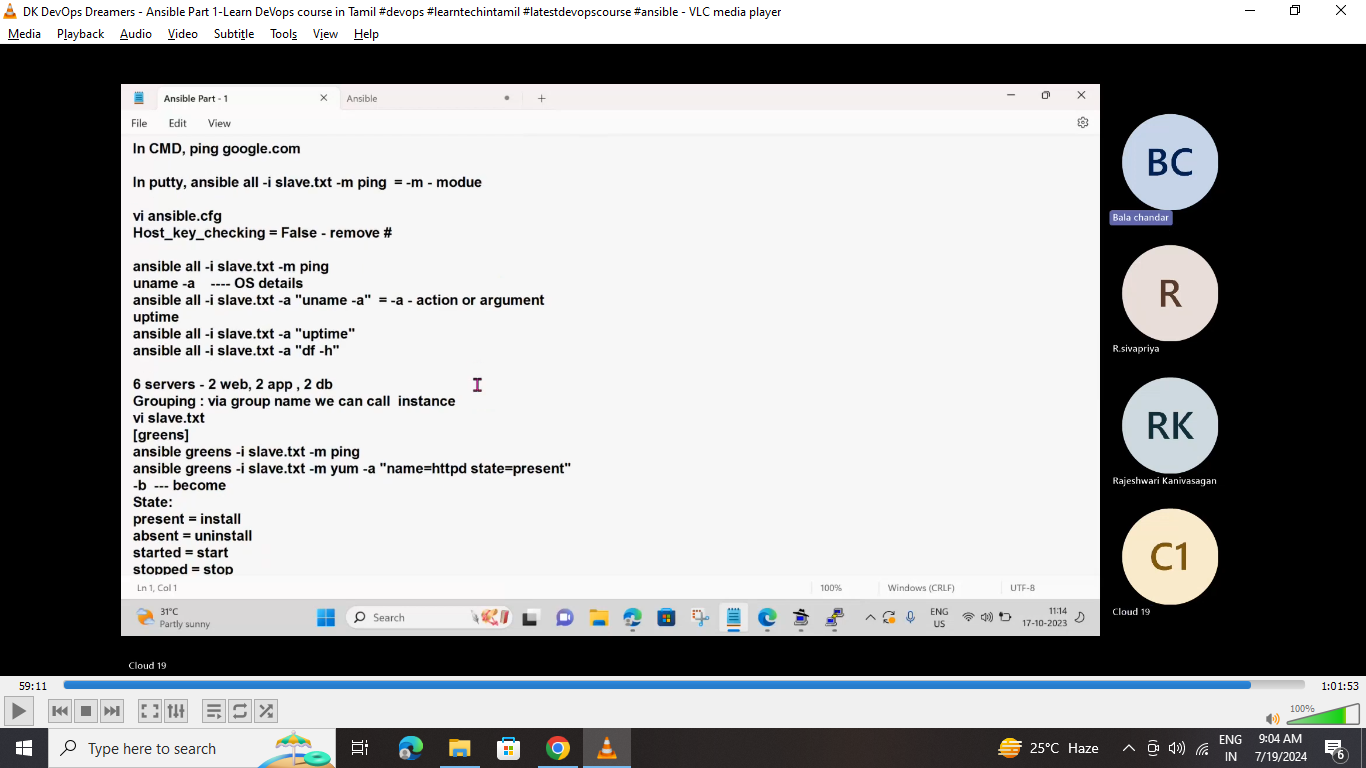 DK DevOps Dreamers - Ansible Part 1-Learn DeVops course in Tamil #devops #learntechintamil #latestdevopscourse #ansible - VLC media player
Media Playback Audio Video Subtitle Tools View Help
Ansible Part - 1
Ansible
File Edit View
In CMD, ping google.com
In putty, ansible all -i slave.txt -m ping = -m - modue
vi ansible.cfg
Host_key_checking = False - remove #
ansible all -i slave.txt -m ping
uname -a ---- OS details
ansible all -i slave.txt -a "uname -a" = -a - action or argument
uptime
ansible all -i slave.txt -a "uptime"
ansible all -i slave.txt -a "df -h"
6 servers - 2 web, 2 app , 2 db
Grouping : via group name we can call instance
vi slave.txt
[greens]
ansible greens -i slave.txt -m ping
ansible greens -i slave.txt -m yum -a "name=httpd state=present"
-b --- become
State:
present = install
absent = uninstall
started = start
stopped = stop
Ln 1, Col 1
100%
Windows (CRLF)
UTF-8
31°C
Partly sunny
Search
ENG
US
11:14
17-10-2023
BC
Bala chandar
R
R.sivapriya
RK
Rajeshwari Kanivasagan
C1
Cloud 19
Cloud 19
59:11
1:01:53
100%
Type here to search
25°C Haze
ENG
IN
9:04 AM
7/19/2024
6